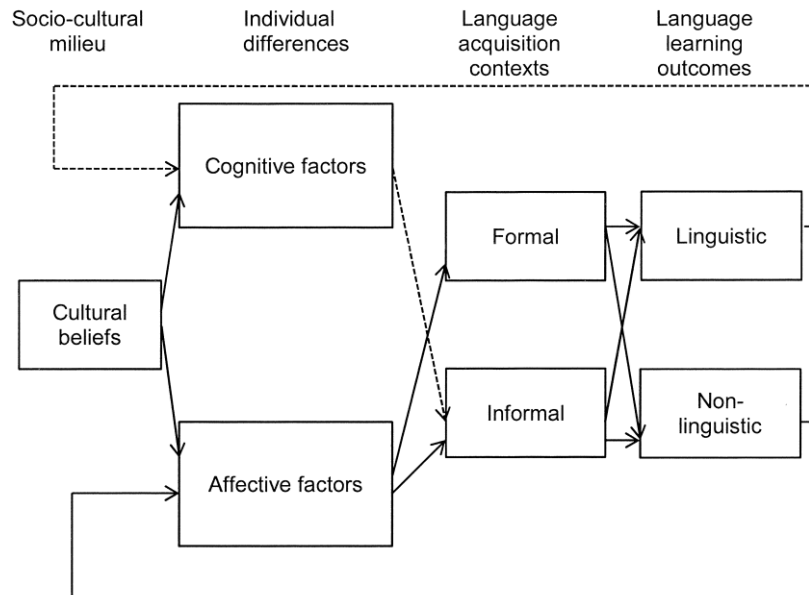 Socio-cultural
milieu
Individual
differences
Language
acquisition
contexts
Language
learning
outcomes
Cognitive factors
Formal
Linguistic
Cultural
beliefs
Informal
Non-
linguistic
Affective factors